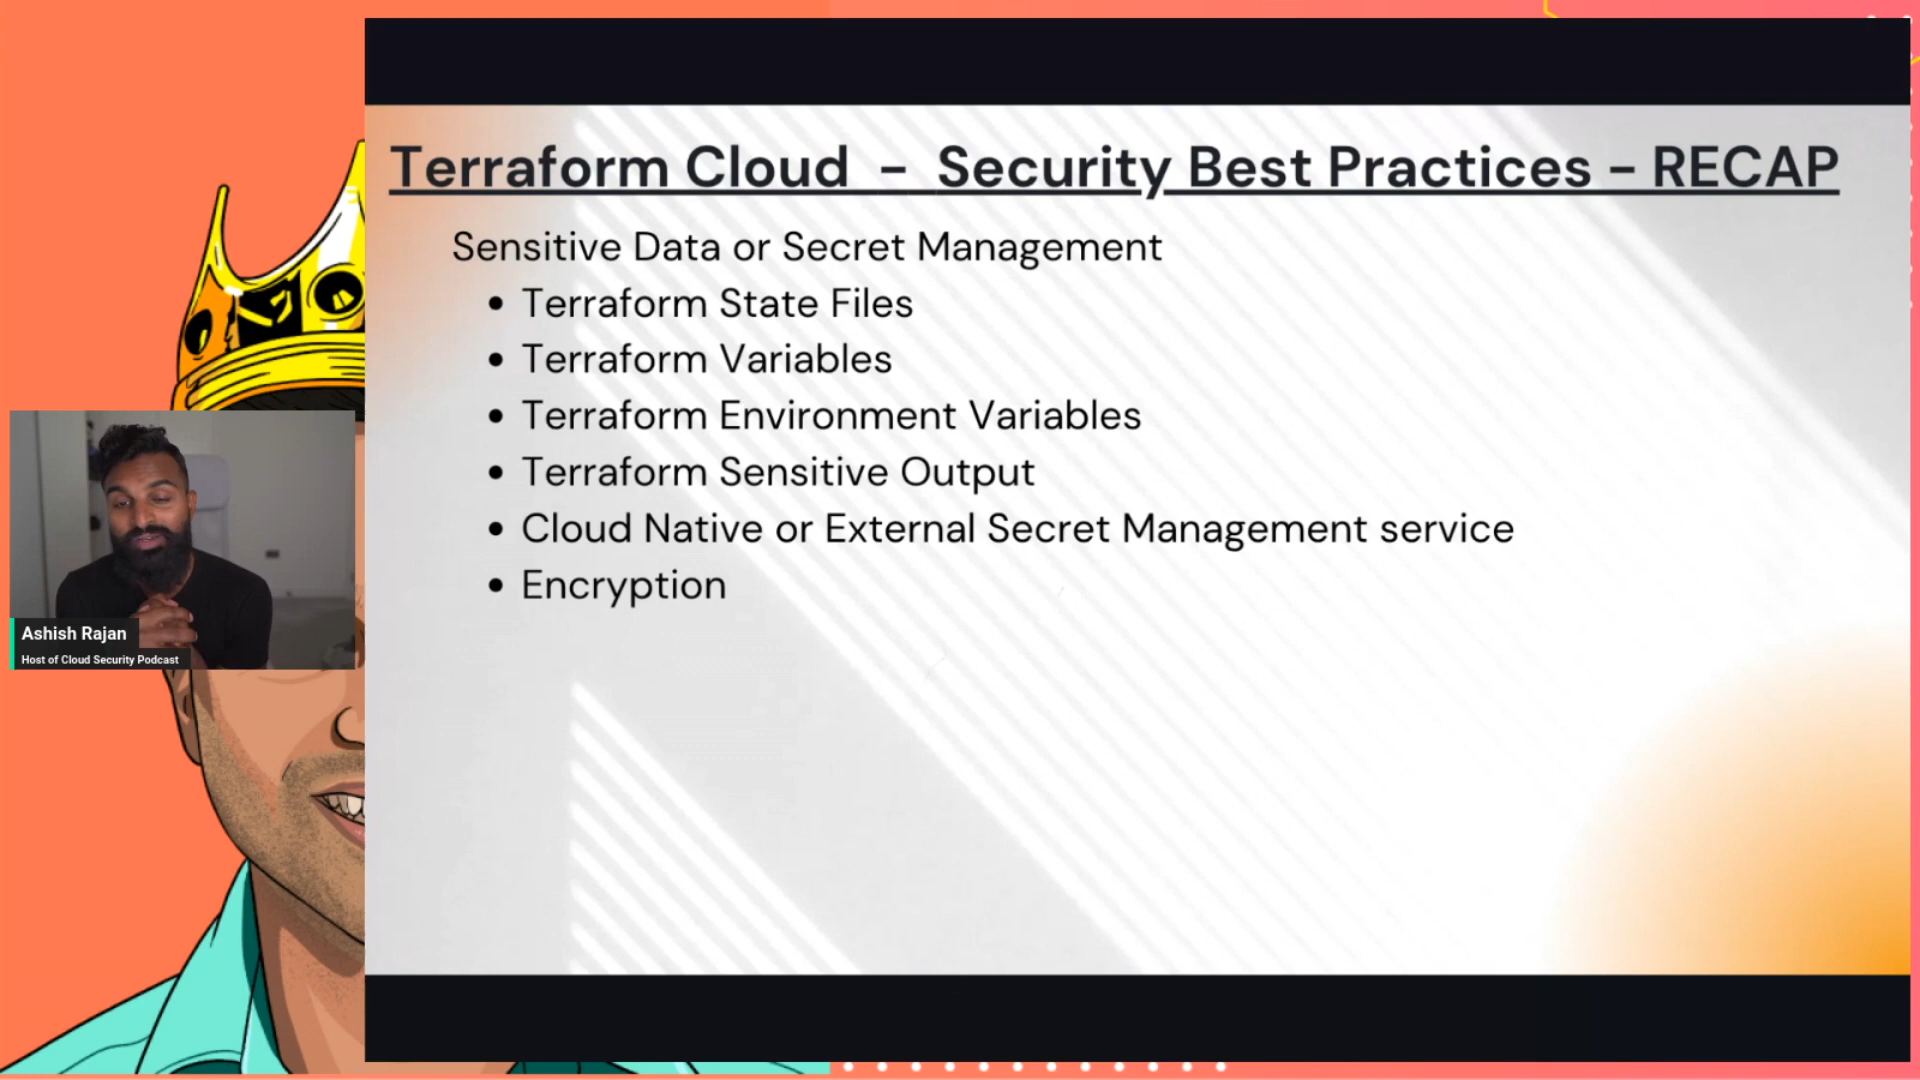 Terraform Cloud - Security Best Practices - RECAP
Sensitive Data or Secret Management
• Terraform State Files
• Terraform Variables
• Terraform Environment Variables
• Terraform Sensitive Output
• Cloud Native or External Secret Management service
• Encryption
Ashish Rajan
Host of Cloud Security Podcast